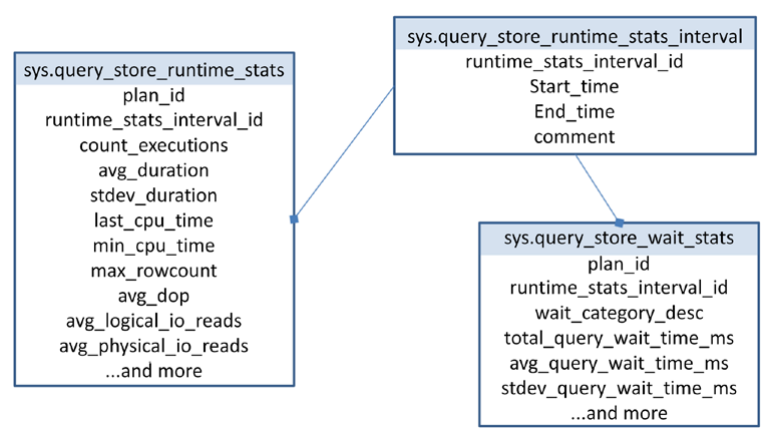 sys.query_store_runtime_stats
plan_id
runtime_stats_interval_id
count_executions
avg_duration
stdev_duration
last_cpu_time
min_cpu_time
max_rowcount
avg_dop
avg_logical_io_reads
avg_physical_io_reads
...and more
sys.query_store_runtime_stats_interval
runtime_stats_interval_id
Start_time
End_time
comment
sys.query_store_wait_stats
plan_id
runtime_stats_interval_id
wait_category_desc
total_query_wait_time_ms
avg_query_wait_time_ms
stdev_query_wait_time_ms
...and more